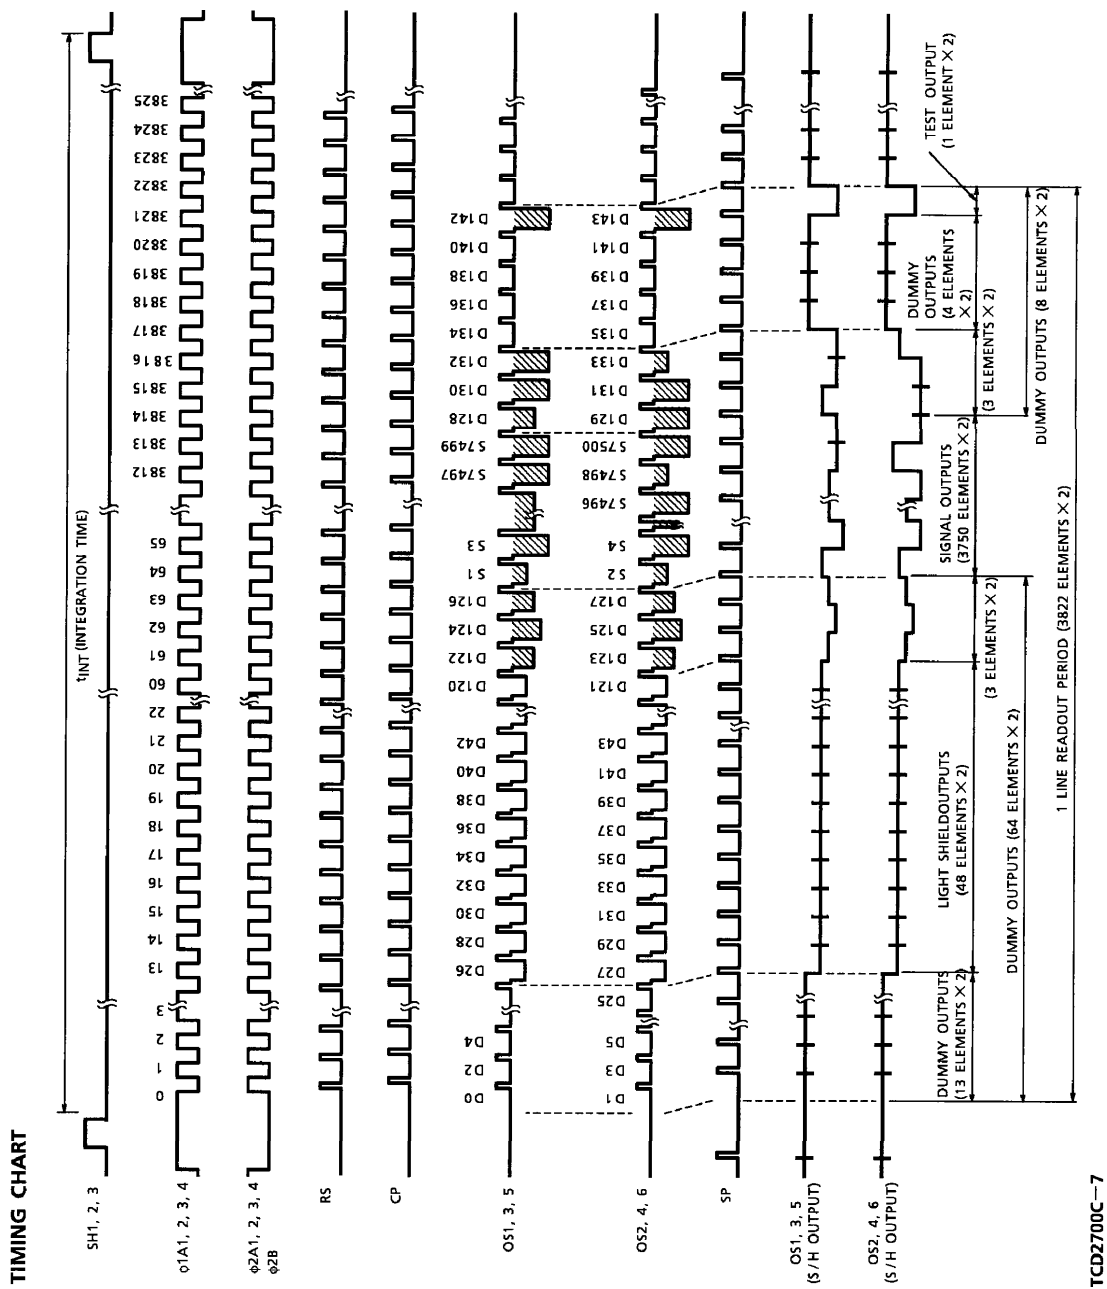 TIMING CHART
SH1, 2, 3
tINT (INTEGRATION TIME)
φ1A1, 2, 3, 4
0 1 2 3 13 14 15 16 17 18 19 20 21 22 60 61 62 63 64 65 3812 3813 3814 3815 3816 3817 3818 3819 3820 3821 3822 3823 3824 3825
φ2A1, 2, 3, 4
φ2B
RS
CP
OS1, 3, 5
D0 D2 D4 D26 D28 D30 D32 D34 D36 D38 D40 D42 D120 D122 D124 D126 S1 S3 S7497 S7499 D128 D130 D132 D134 D136 D138 D140 D142
OS2, 4, 6
D1 D3 D5 D25 D27 D29 D31 D33 D35 D37 D39 D41 D43 D121 D123 D125 D127 S2 S4 S7496 S7498 S7500 D129 D131 D133 D135 D137 D139 D141 D143
SP
OS1, 3, 5
(S / H OUTPUT)
OS2, 4, 6
(S / H OUTPUT)
DUMMY OUTPUTS
(13 ELEMENTS × 2)
LIGHT SHIELDOUTPUTS
(48 ELEMENTS × 2)
(3 ELEMENTS × 2)
SIGNAL OUTPUTS
(3750 ELEMENTS × 2)
(3 ELEMENTS × 2)
DUMMY
OUTPUTS
(4 ELEMENTS
× 2)
TEST OUTPUT
(1 ELEMENT × 2)
DUMMY OUTPUTS (64 ELEMENTS × 2)
DUMMY OUTPUTS (8 ELEMENTS × 2)
1 LINE READOUT PERIOD (3822 ELEMENTS × 2)
TCD2700C－7